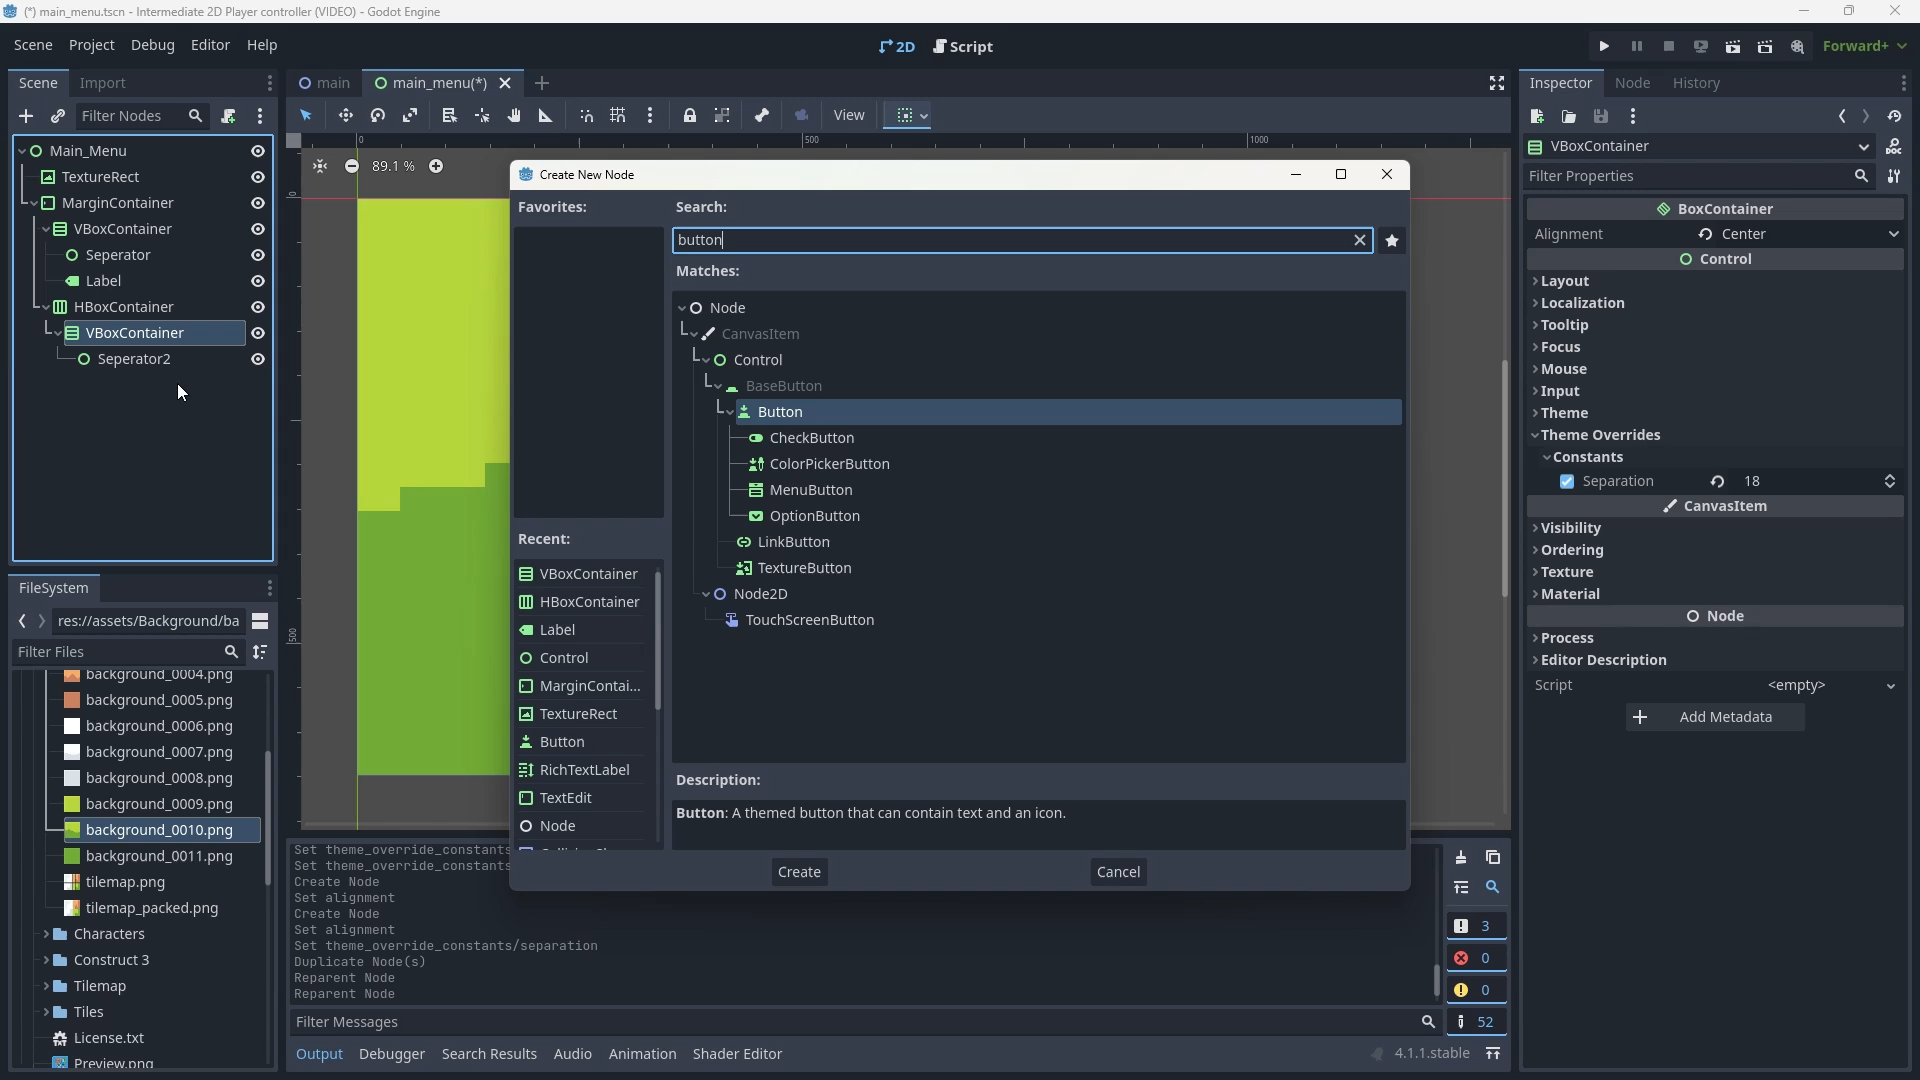 (*) main_menu.tscn - Intermediate 2D Player controller (VIDEO) - Godot Engine
Scene Project Debug Editor Help
2D Script
Forward+
Scene Import
Filter Nodes
Main_Menu
TextureRect
MarginContainer
VBoxContainer
Seperator
Label
HBoxContainer
VBoxContainer
Seperator2
FileSystem
res://assets/Background/ba
Filter Files
background_0004.png
background_0005.png
background_0006.png
background_0007.png
background_0008.png
background_0009.png
background_0010.png
background_0011.png
tilemap.png
tilemap_packed.png
Characters
Construct 3
Tilemap
Tiles
License.txt
Preview.png
main main_menu(*)
View
0 500 1000
89.1 %
0
500
Create New Node
Favorites:
Recent:
VBoxContainer
HBoxContainer
Label
Control
MarginContai...
TextureRect
Button
RichTextLabel
TextEdit
Node
Search:
button
Matches:
Node
CanvasItem
Control
BaseButton
Button
CheckButton
ColorPickerButton
MenuButton
OptionButton
LinkButton
TextureButton
Node2D
TouchScreenButton
Description:
Button: A themed button that can contain text and an icon.
Create Cancel
Set theme_override_constants
Set theme_override_constants
Create Node
Set alignment
Create Node
Set alignment
Set theme_override_constants/separation
Duplicate Node(s)
Reparent Node
Reparent Node
Filter Messages
3
0
0
52
Output Debugger Search Results Audio Animation Shader Editor
4.1.1.stable
Inspector Node History
VBoxContainer
Filter Properties
BoxContainer
Alignment Center
Control
Layout
Localization
Tooltip
Focus
Mouse
Input
Theme
Theme Overrides
Constants
Separation 18
CanvasItem
Visibility
Ordering
Texture
Material
Node
Process
Editor Description
Script <empty>
Add Metadata